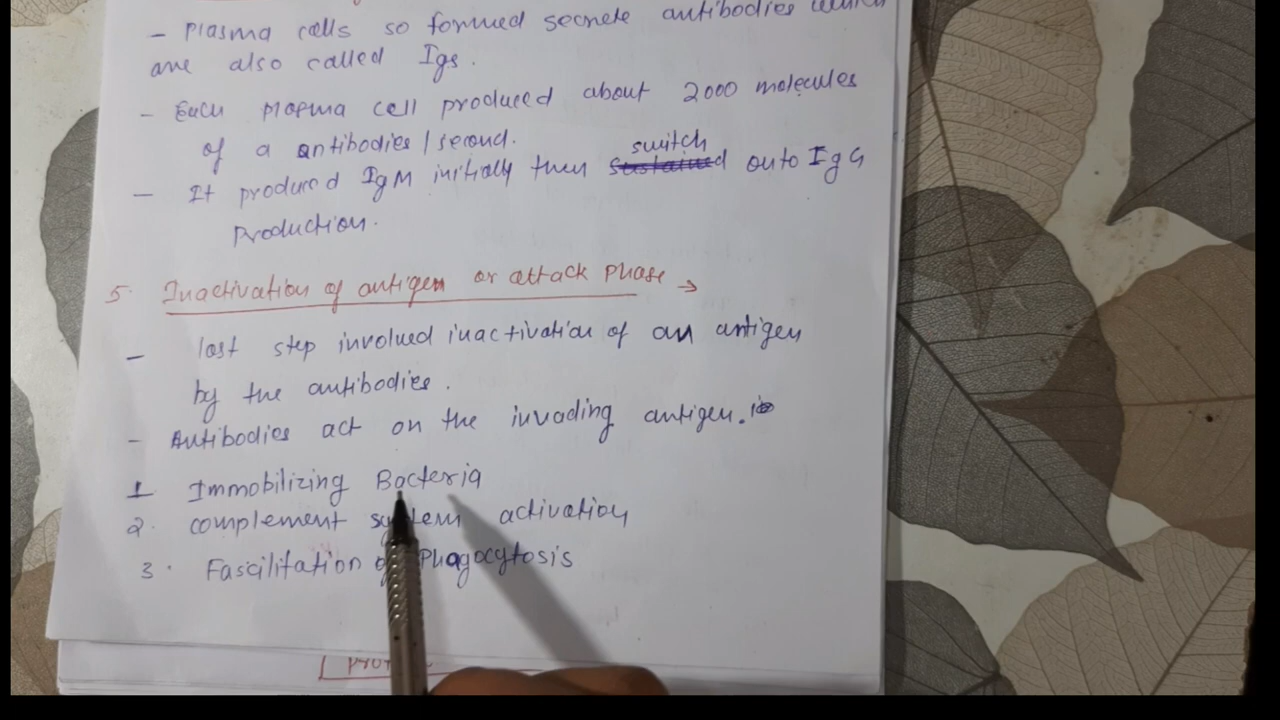 - Plasma cells so formed secrete antibodies which
are also called Igs.
- Each plasma cell produced about 2000 molecules
of a antibodies/second.
switch
- It produced IgM initially then sustained onto IgG
Production.
5. Inactivation of antigen or attack Phase →
- last step involved inactivation of an antigen
by the antibodies.
- Antibodies act on the invading antigen.
1 Immobilizing Bacteria
2. complement system activation
3. Fascilitation of Phagocytosis